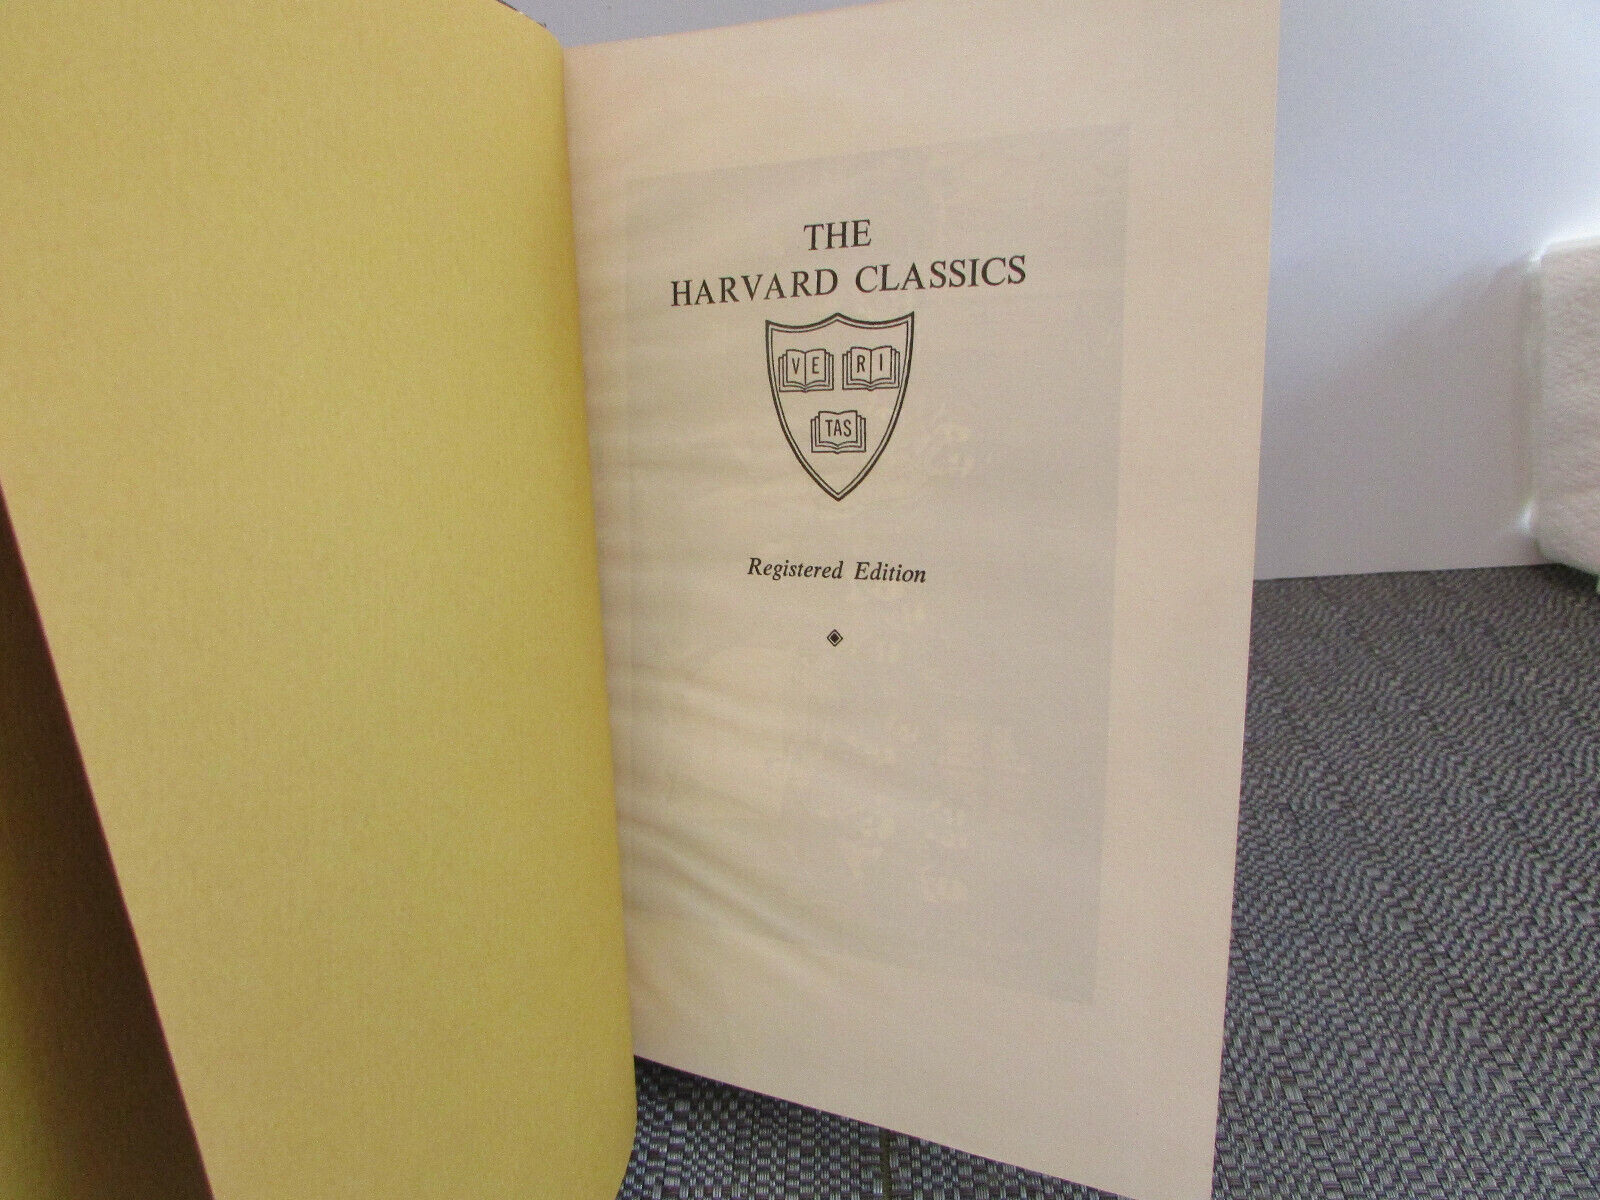 THE
HARVARD CLASSICS
VE RI
TAS
Registered Edition